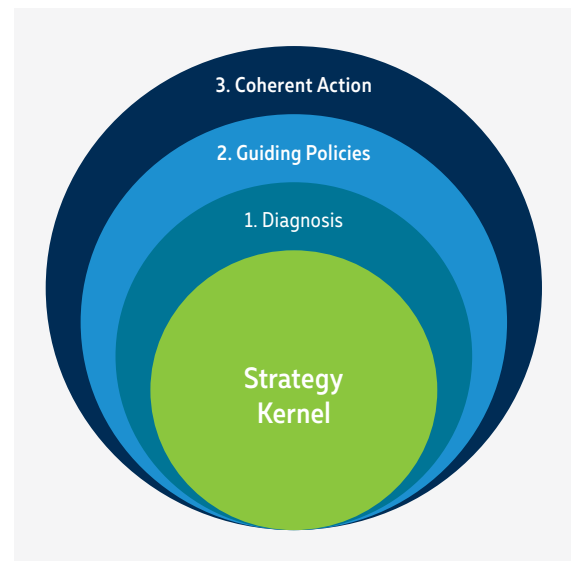 3. Coherent Action
2. Guiding Policies
1. Diagnosis
Strategy
Kernel